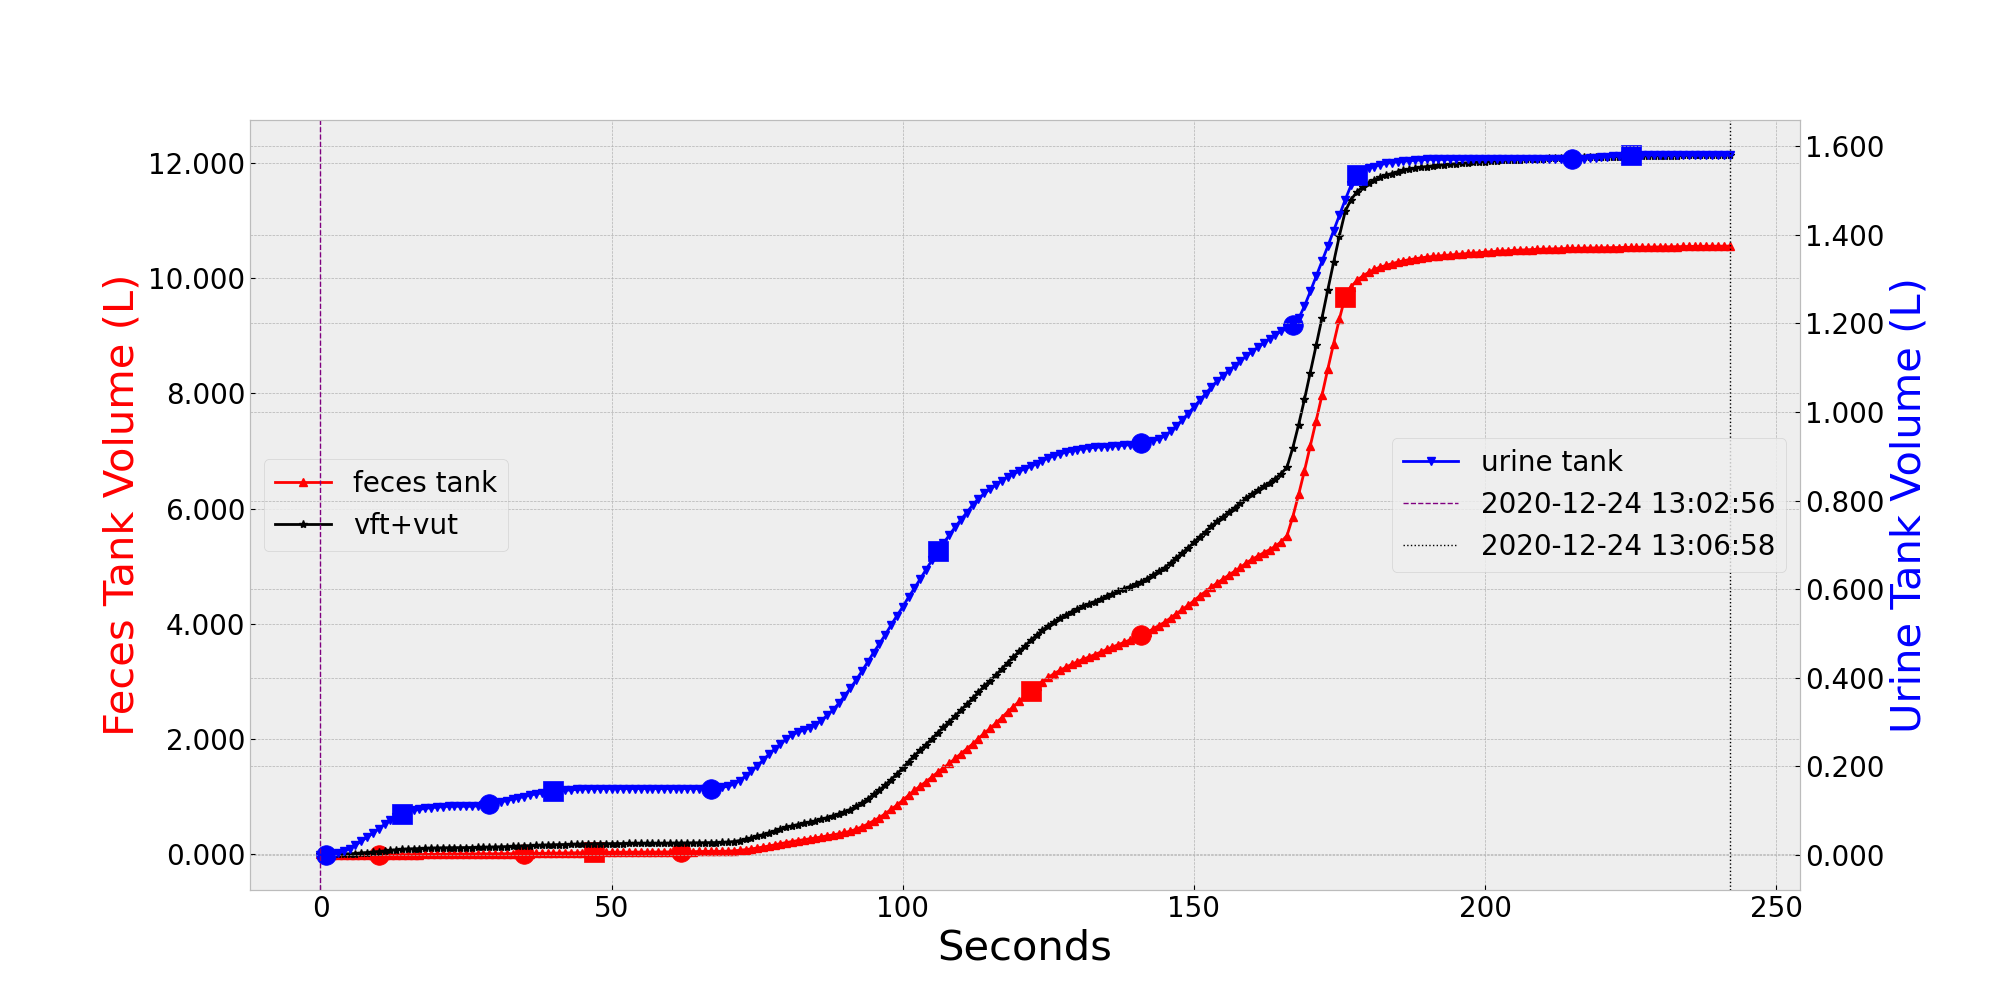 Feces Tank Volume (L)
12.000
10.000
8.000
6.000
4.000
2.000
0.000
feces tank
vft+vut
urine tank
2020-12-24 13:02:56
2020-12-24 13:06:58
1.600
1.400
1.200
1.000
0.800
0.600
0.400
0.200
0.000
Urine Tank Volume (L)
0 50 100 150 200 250
Seconds